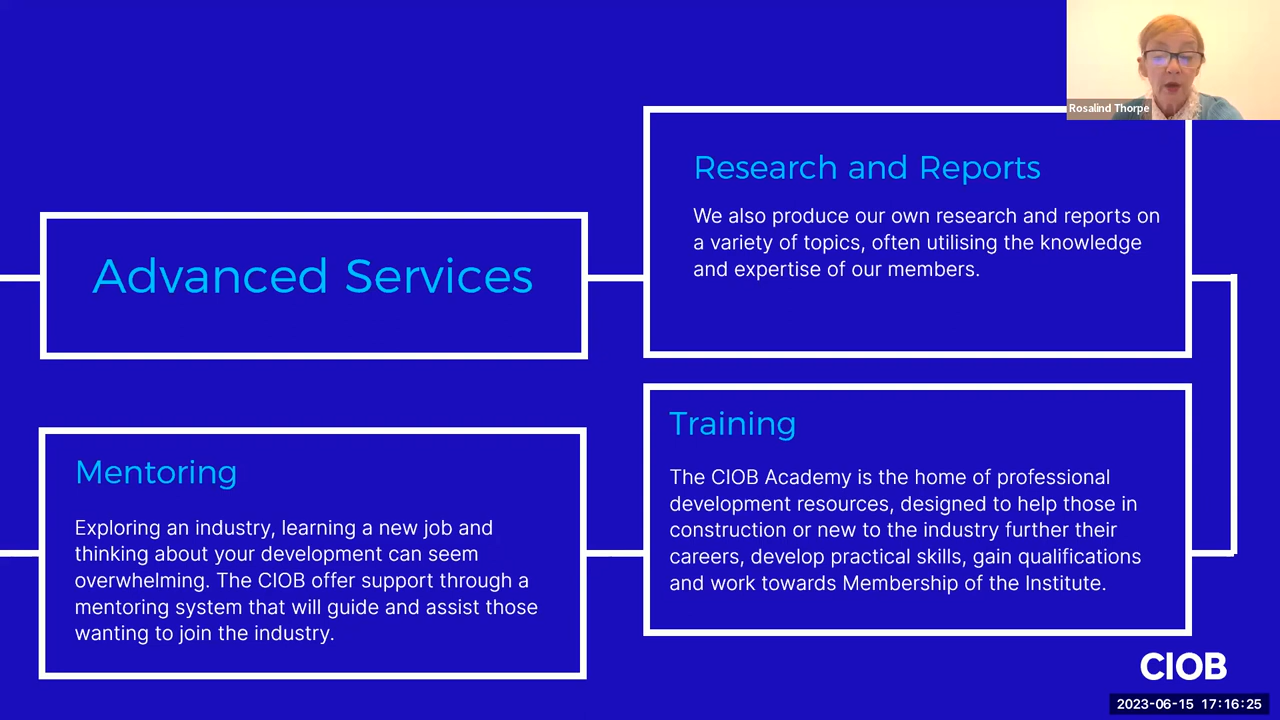 Rosalind Thorpe
Advanced Services
Research and Reports
We also produce our own research and reports on
a variety of topics, often utilising the knowledge
and expertise of our members.
Mentoring
Exploring an industry, learning a new job and
thinking about your development can seem
overwhelming. The CIOB offer support through a
mentoring system that will guide and assist those
wanting to join the industry.
Training
The CIOB Academy is the home of professional
development resources, designed to help those in
construction or new to the industry further their
careers, develop practical skills, gain qualifications
and work towards Membership of the Institute.
CIOB
2023-06-15 17:16:25